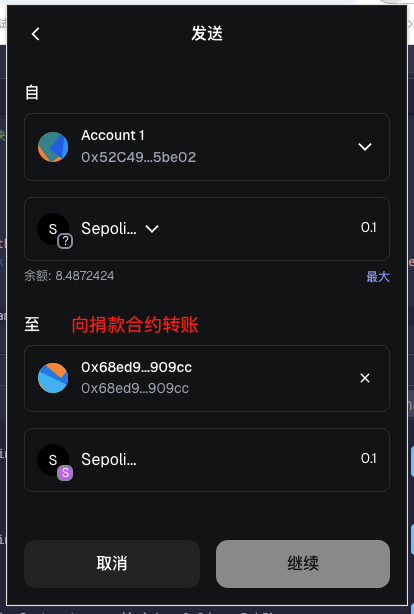 发送
自
Account 1
0x52C49...5be02
S
?
Sepoli...
0.1
余额: 8.4872424
最大
至
向捐款合约转账
0x68ed9...909cc
0x68ed9...909cc
S
S
Sepoli...
0.1
取消
继续